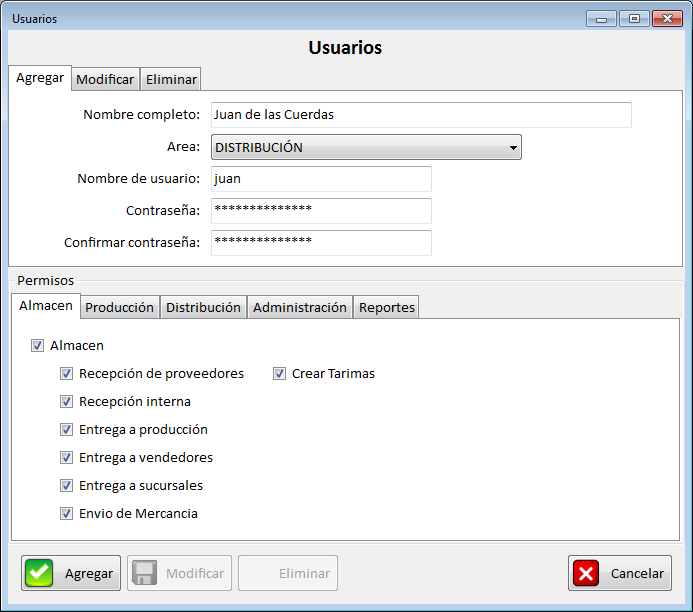 Usuarios
Usuarios
Agregar Modificar Eliminar
Nombre completo: Juan de las Cuerdas
Area: DISTRIBUCIÓN
Nombre de usuario: juan
Contraseña: **************
Confirmar contraseña: **************
Permisos
Almacen Producción Distribución Administración Reportes
Almacen
Recepción de proveedores Crear Tarimas
Recepción interna
Entrega a producción
Entrega a vendedores
Entrega a sucursales
Envio de Mercancia
Agregar Modificar Eliminar Cancelar